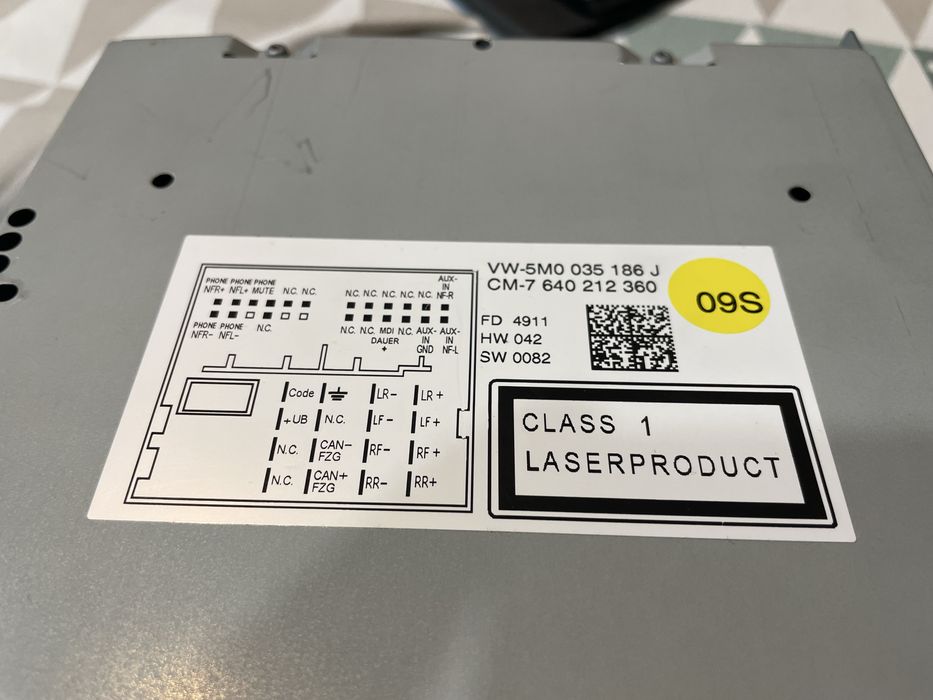 PHONE PHONE PHONE
NFR+ NFL+ MUTE N.C. N.C.
PHONE PHONE N.C.
NFR- NFL-
AUX-
IN
N.C. N.C. N.C. N.C. N.C. NF-R
N.C. N.C. MDI N.C. AUX- AUX-
DAUER IN IN
+ GND NF-L
Code LR- LR+
+UB N.C. LF- LF+
N.C. CAN- FZG RF- RF+
N.C. CAN+ FZG RR- RR+
VW-5M0 035 186 J
CM-7 640 212 360
FD 4911
HW 042
SW 0082
09S
CLASS 1
LASERPRODUCT